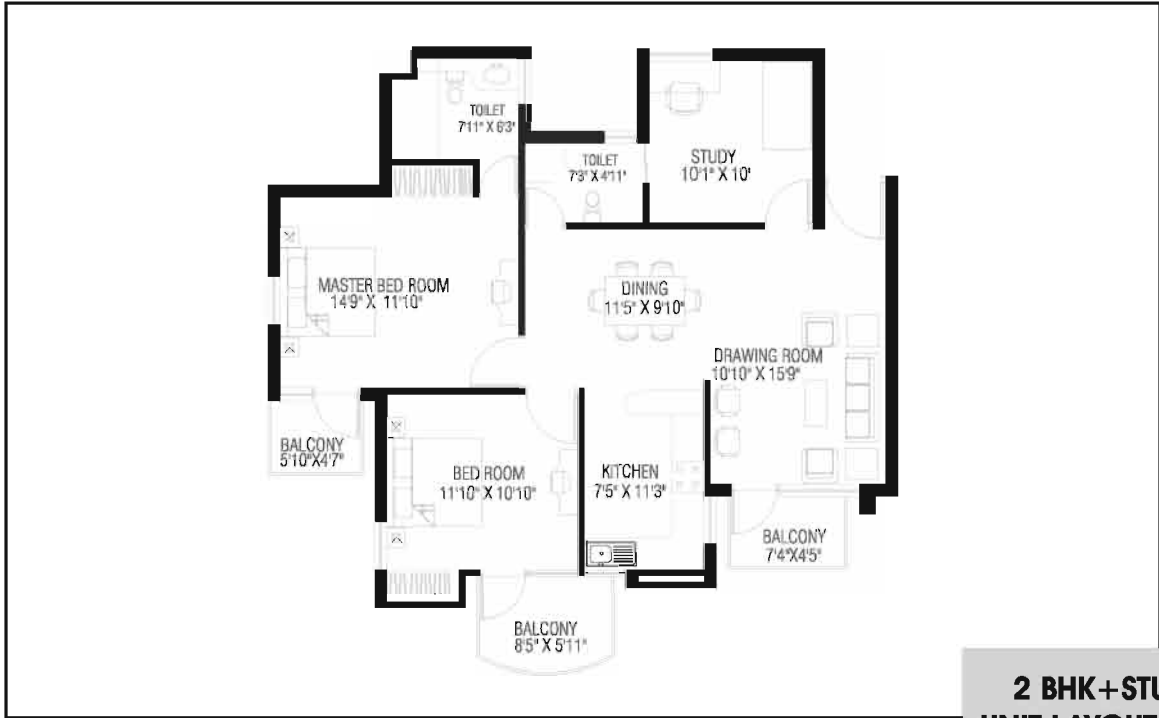 TOILET
7'11" X 6'3"
TOILET
7'3" X 4'11"
STUDY
10'1" X 10'
MASTER BED ROOM
14'9" X 11'10"
DINING
11'5" X 9'10"
DRAWING ROOM
10'10" X 15'9"
BALCONY
5'10"X4'7"
BED ROOM
11'10" X 10'10"
KITCHEN
7'5" X 11'3"
BALCONY
7'4"X4'5"
BALCONY
8'5" X 5'11"
2 BHK+STU
UNIT LAYOUT